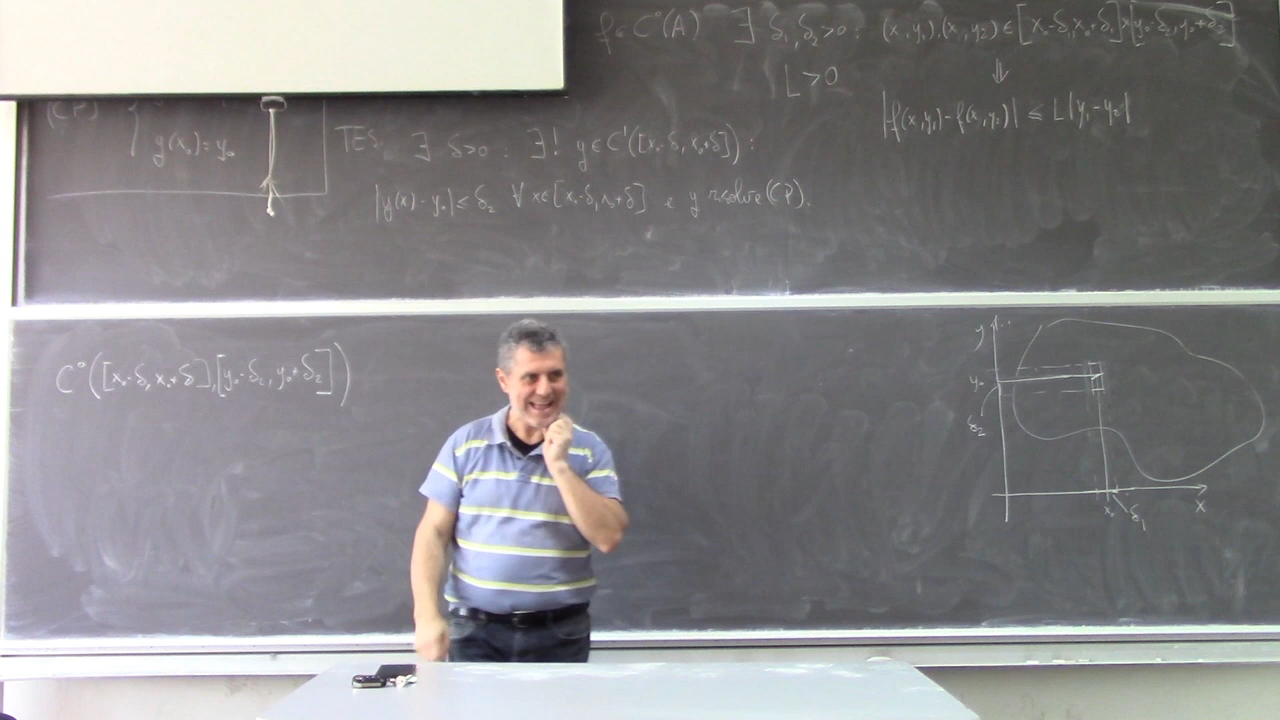 f ∈ C°(A) ∃ δ₁, δ₂ > 0 : (x, y₁), (x, y₂) ∈ [x₀-δ₁, x₀+δ₁]×[y₀-δ₂, y₀+δ₂]
L > 0
⇓
|f(x,y₁)-f(x,y₂)| ≤ L|y₁-y₂|
(CP) {
y(x₀) = y₀
TES. ∃ δ>0 : ∃! y ∈ C¹([x₀-δ, x₀+δ]) :
|y(x)-y₀| ≤ δ₂ ∀ x∈[x₀-δ, x₀+δ] e y risolve (CP).
C°([x₀-δ, x₀+δ], [y₀-δ₂, y₀+δ₂])
y
y₀
δ₂
x₀
δ₁
x